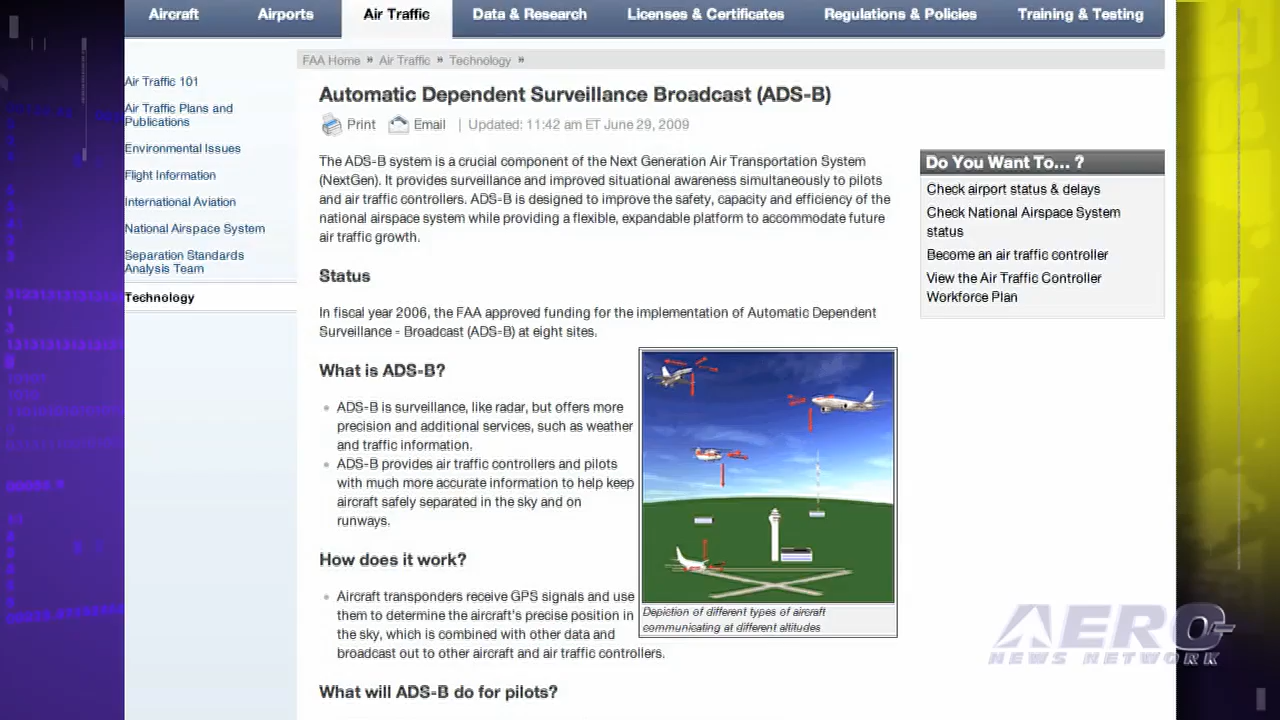 Aircraft
Airports
Air Traffic
Data & Research
Licenses & Certificates
Regulations & Policies
Training & Testing
FAA Home » Air Traffic » Technology »
Air Traffic 101
Air Traffic Plans and
Publications
Environmental Issues
Flight Information
International Aviation
National Airspace System
Separation Standards
Analysis Team
Technology
Automatic Dependent Surveillance Broadcast (ADS-B)
Print Email | Updated: 11:42 am ET June 29, 2009
The ADS-B system is a crucial component of the Next Generation Air Transportation System
(NextGen). It provides surveillance and improved situational awareness simultaneously to pilots
and air traffic controllers. ADS-B is designed to improve the safety, capacity and efficiency of the
national airspace system while providing a flexible, expandable platform to accommodate future
air traffic growth.
Status
In fiscal year 2006, the FAA approved funding for the implementation of Automatic Dependent
Surveillance - Broadcast (ADS-B) at eight sites.
What is ADS-B?
ADS-B is surveillance, like radar, but offers more
precision and additional services, such as weather
and traffic information.
ADS-B provides air traffic controllers and pilots
with much more accurate information to help keep
aircraft safely separated in the sky and on
runways.
How does it work?
Aircraft transponders receive GPS signals and use
them to determine the aircraft's precise position in
the sky, which is combined with other data and
broadcast out to other aircraft and air traffic controllers.
What will ADS-B do for pilots?
Depiction of different types of aircraft
communicating at different altitudes
Do You Want To... ?
Check airport status & delays
Check National Airspace System
status
Become an air traffic controller
View the Air Traffic Controller
Workforce Plan
AERO
NEWS NETWORK